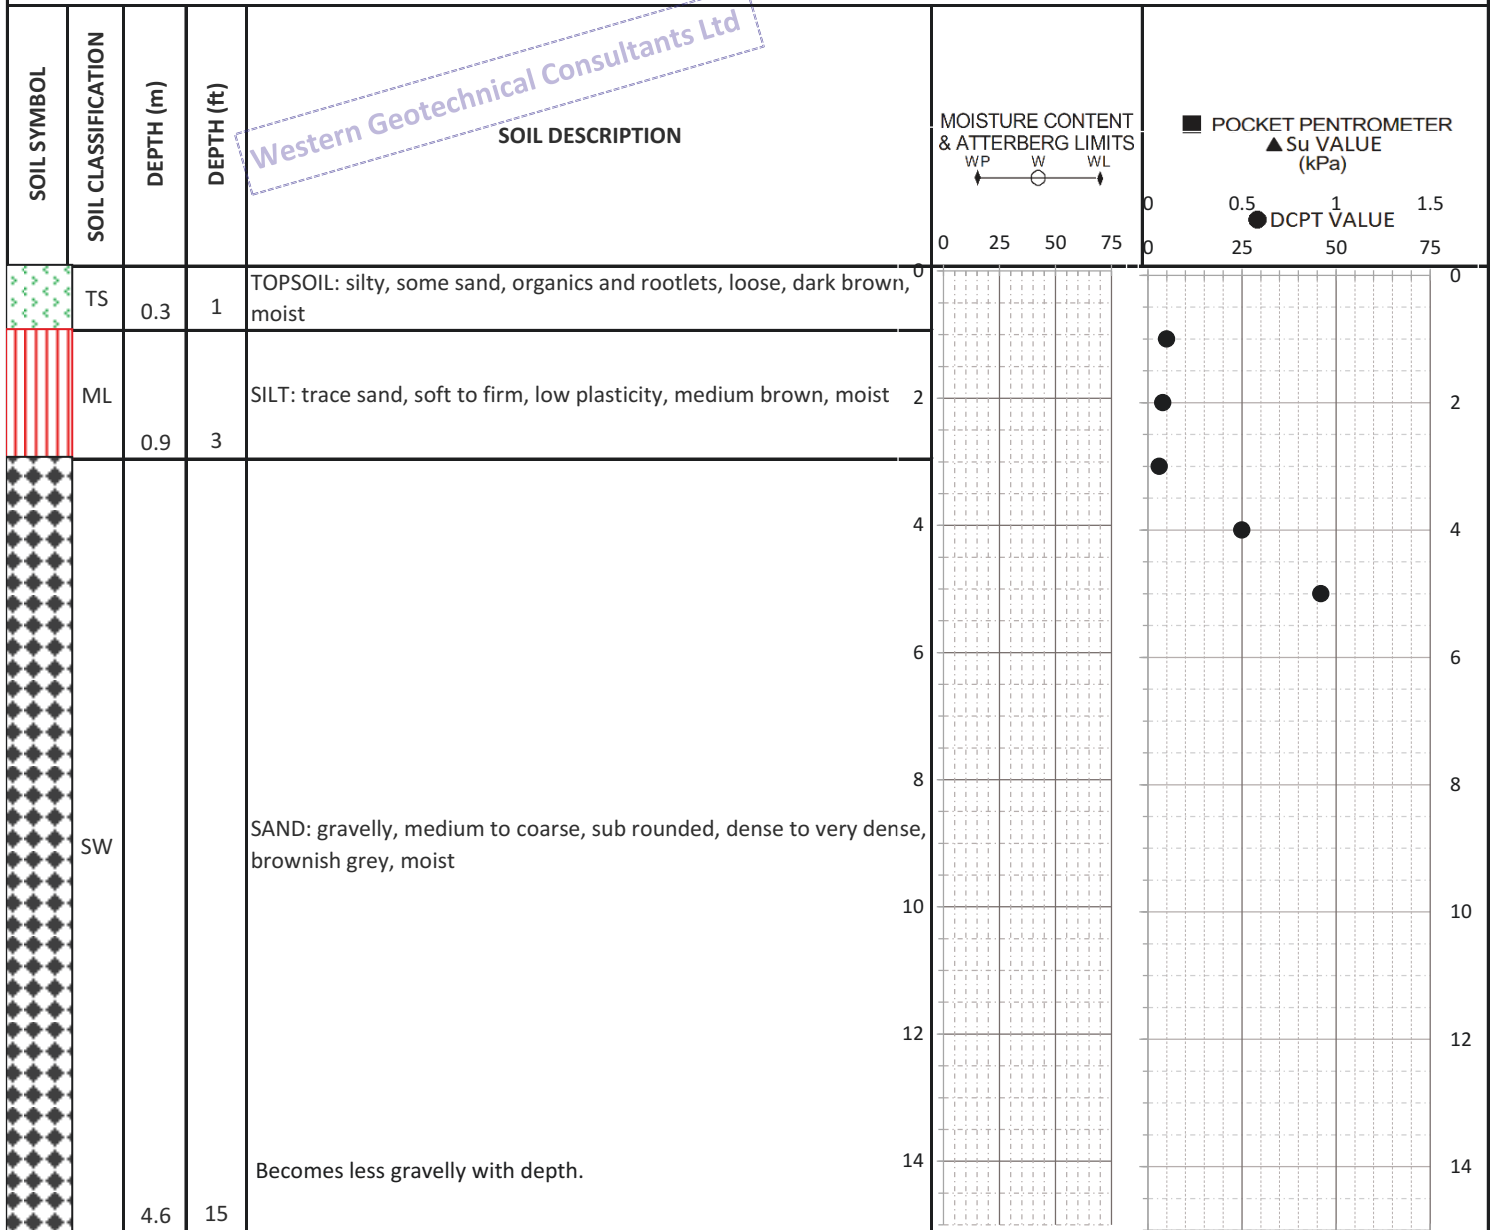 SOIL SYMBOL
SOIL CLASSIFICATION
DEPTH (m)
DEPTH (ft)
Western Geotechnical Consultants Ltd
SOIL DESCRIPTION
MOISTURE CONTENT
& ATTERBERG LIMITS
WP W WL
0 25 50 75
POCKET PENTROMETER
Su VALUE
(kPa)
0 0.5 1 1.5
DCPT VALUE
0 25 50 75
TS
0.3
1
TOPSOIL: silty, some sand, organics and rootlets, loose, dark brown,
moist
ML
0.9
3
SILT: trace sand, soft to firm, low plasticity, medium brown, moist
SW
SAND: gravelly, medium to coarse, sub rounded, dense to very dense,
brownish grey, moist
Becomes less gravelly with depth.
4.6
15
0
2
4
6
8
10
12
14
0
2
4
6
8
10
12
14